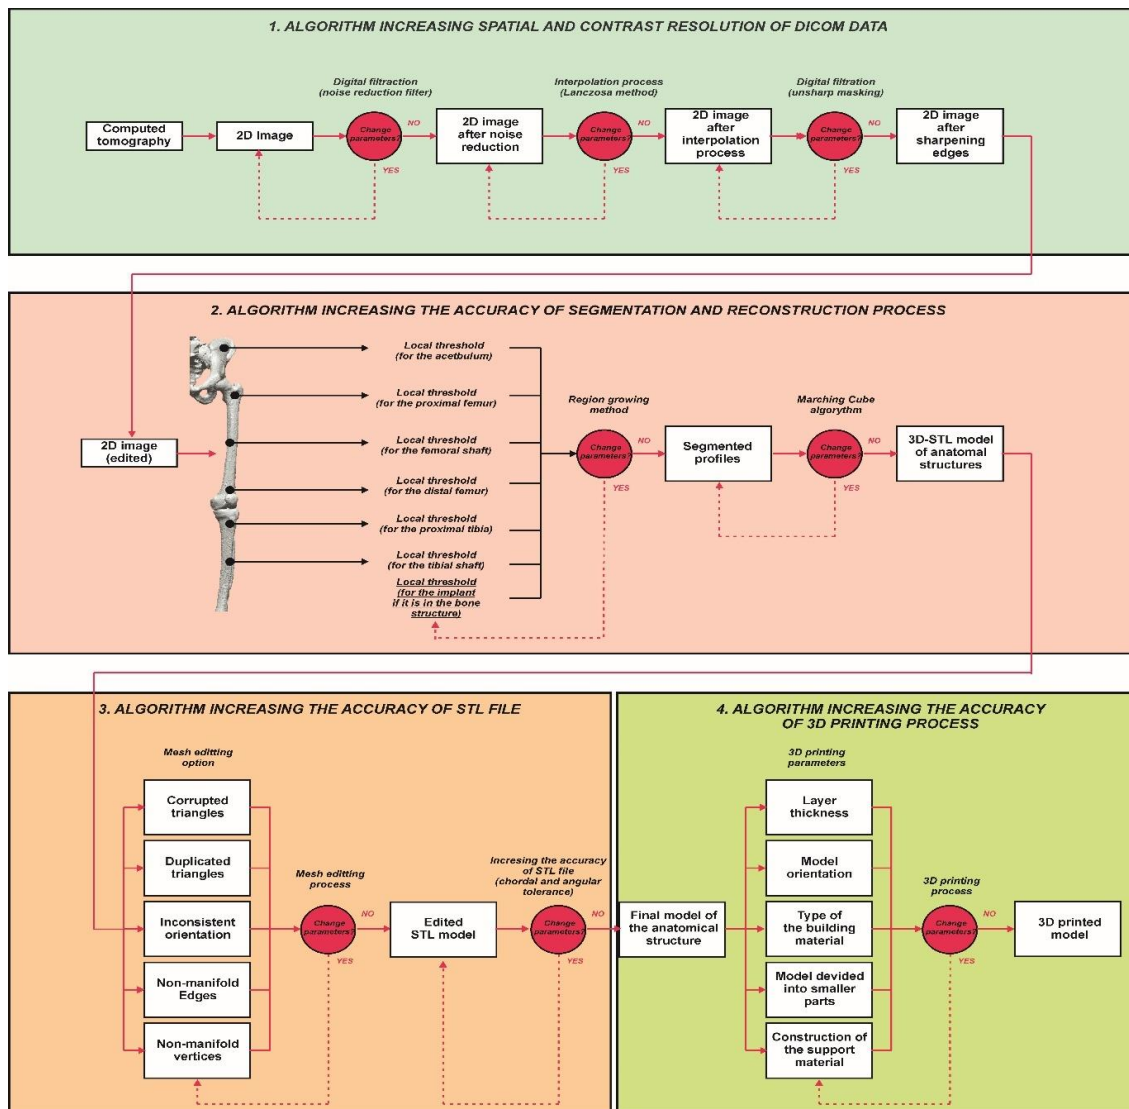 1. ALGORITHM INCREASING SPATIAL AND CONTRAST RESOLUTION OF DICOM DATA
Digital filtraction
(noise reduction filter)
Interpolation process
(Lanczosa method)
Digital filtration
(unsharp masking)
Computed
tomography
2D Image
Change
parameters?
NO
YES
2D image
after noise
reduction
Change
parameters?
NO
YES
2D image
after
interpolation
process
Change
parameters?
NO
YES
2D image
after
sharpening
edges
2. ALGORITHM INCREASING THE ACCURACY OF SEGMENTATION AND RECONSTRUCTION PROCESS
2D image
(edited)
Local threshold
(for the acetbulum)
Local threshold
(for the proximal femur)
Local threshold
(for the femoral shaft)
Local threshold
(for the distal femur)
Local threshold
(for the proximal tibia)
Local threshold
(for the tibial shaft)
Local threshold
(for the implant
if it is in the bone
structure)
Region growing
method
Change
parameters?
NO
YES
Segmented
profiles
Marching Cube
algorythm
Change
parameters?
NO
YES
3D-STL model
of anatomal
structures
3. ALGORITHM INCREASING THE ACCURACY OF STL FILE
Mesh editting
option
Corrupted
triangles
Duplicated
triangles
Inconsistent
orientation
Non-manifold
Edges
Non-manifold
vertices
Mesh editting
process
Change
parameters?
NO
YES
Edited
STL model
Incresing the accuracy
of STL file
(chordal and angular
tolerance)
Change
parameters?
NO
YES
4. ALGORITHM INCREASING THE ACCURACY
OF 3D PRINTING PROCESS
Final model of
the anatomical
structure
3D printing
parameters
Layer
thickness
Model
orientation
Type of
the building
material
Model devided
into smaller
parts
Construction of
the support
material
3D printing
process
Change
parameters?
NO
YES
3D printed
model